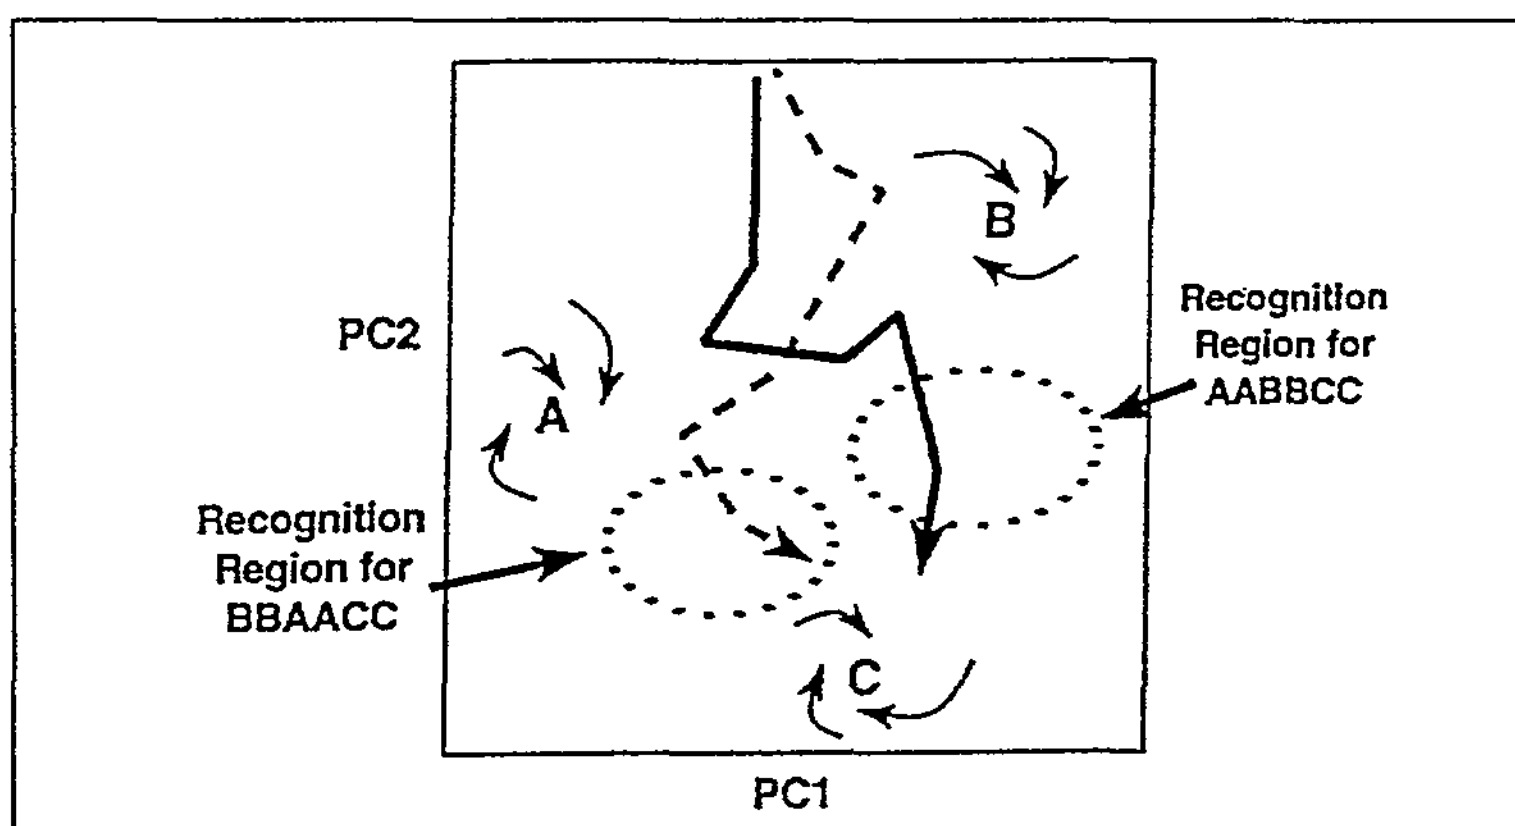 B
PC2
Recognition
Region for
AABBCC
A
Recognition
Region for
BBAACC
C
PC1